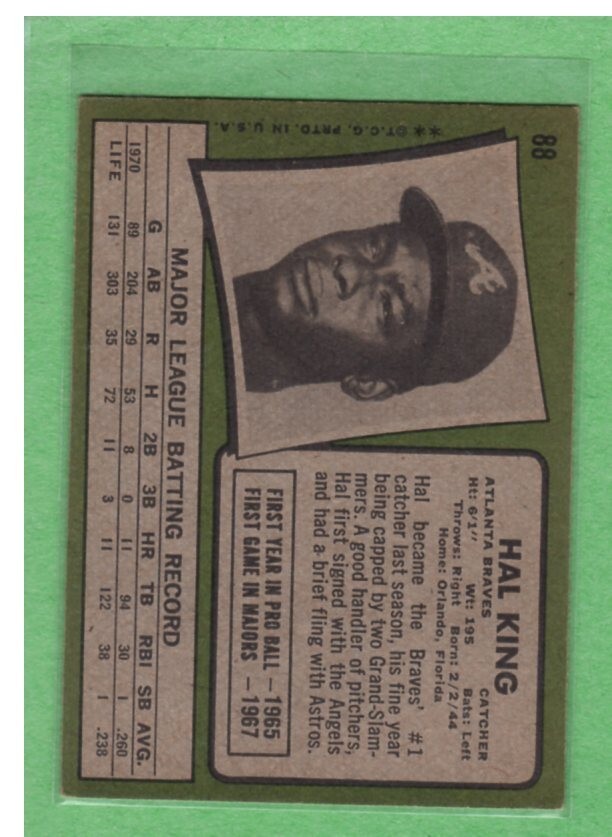 88
**©T.C.G. PRTD. IN U.S.A.
A
HAL KING
ATLANTA BRAVES CATCHER
Ht: 6/1" Wt: 195 Bats: Left
Throws: Right Born: 2/2/44
Home: Orlando, Florida
Hal became the Braves' #1
catcher last season, his fine year
being capped by two Grand-Slam-
mers. A good handler of pitchers,
Hal first signed with the Angels
and had a brief fling with Astros.
FIRST YEAR IN PRO BALL — 1965
FIRST GAME IN MAJORS — 1967
MAJOR LEAGUE BATTING RECORD
G AB R H 2B 3B HR TB RBI SB AVG.
1970 89 204 29 53 8 0 11 94 30 1 .260
LIFE 131 303 35 72 11 3 11 122 38 1 .238